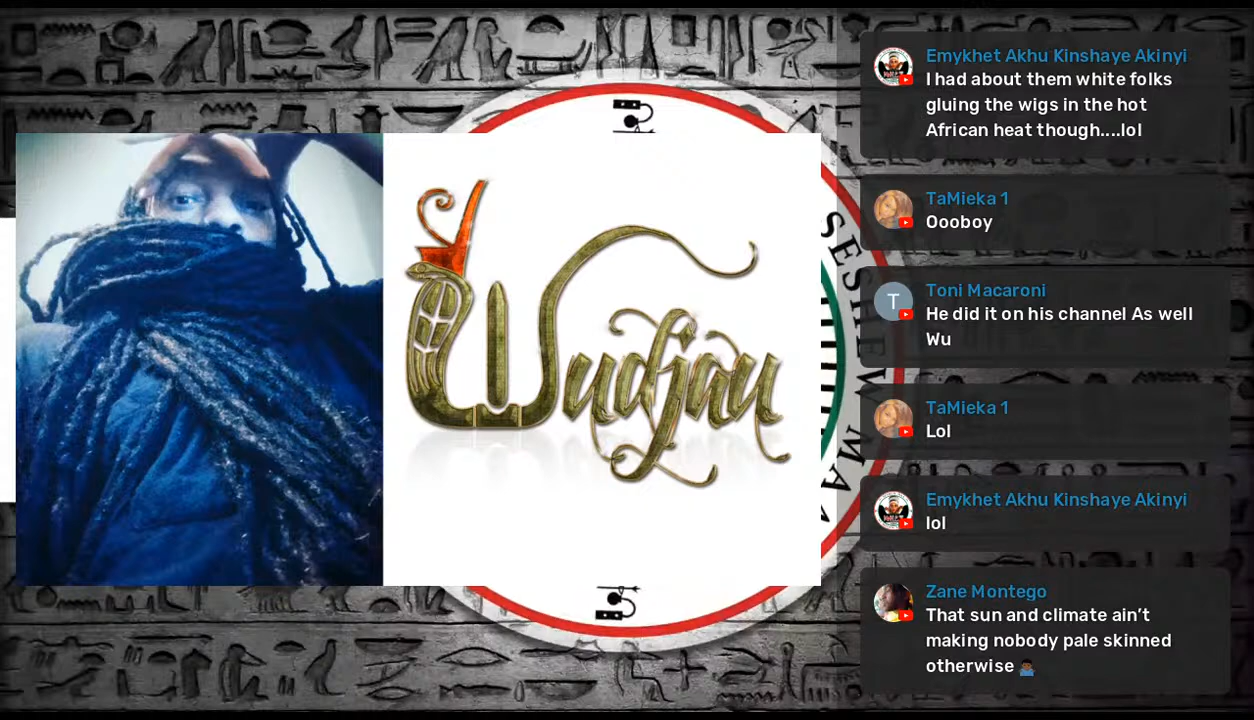 Wudjau
SESHEW MAA
Emykhet Akhu Kinshaye Akinyi
I had about them white folks
gluing the wigs in the hot
African heat though....lol
TaMieka 1
Oooboy
T
Toni Macaroni
He did it on his channel As well
Wu
TaMieka 1
Lol
Emykhet Akhu Kinshaye Akinyi
lol
Zane Montego
That sun and climate ain’t
making nobody pale skinned
otherwise 🤷🏾‍♂️